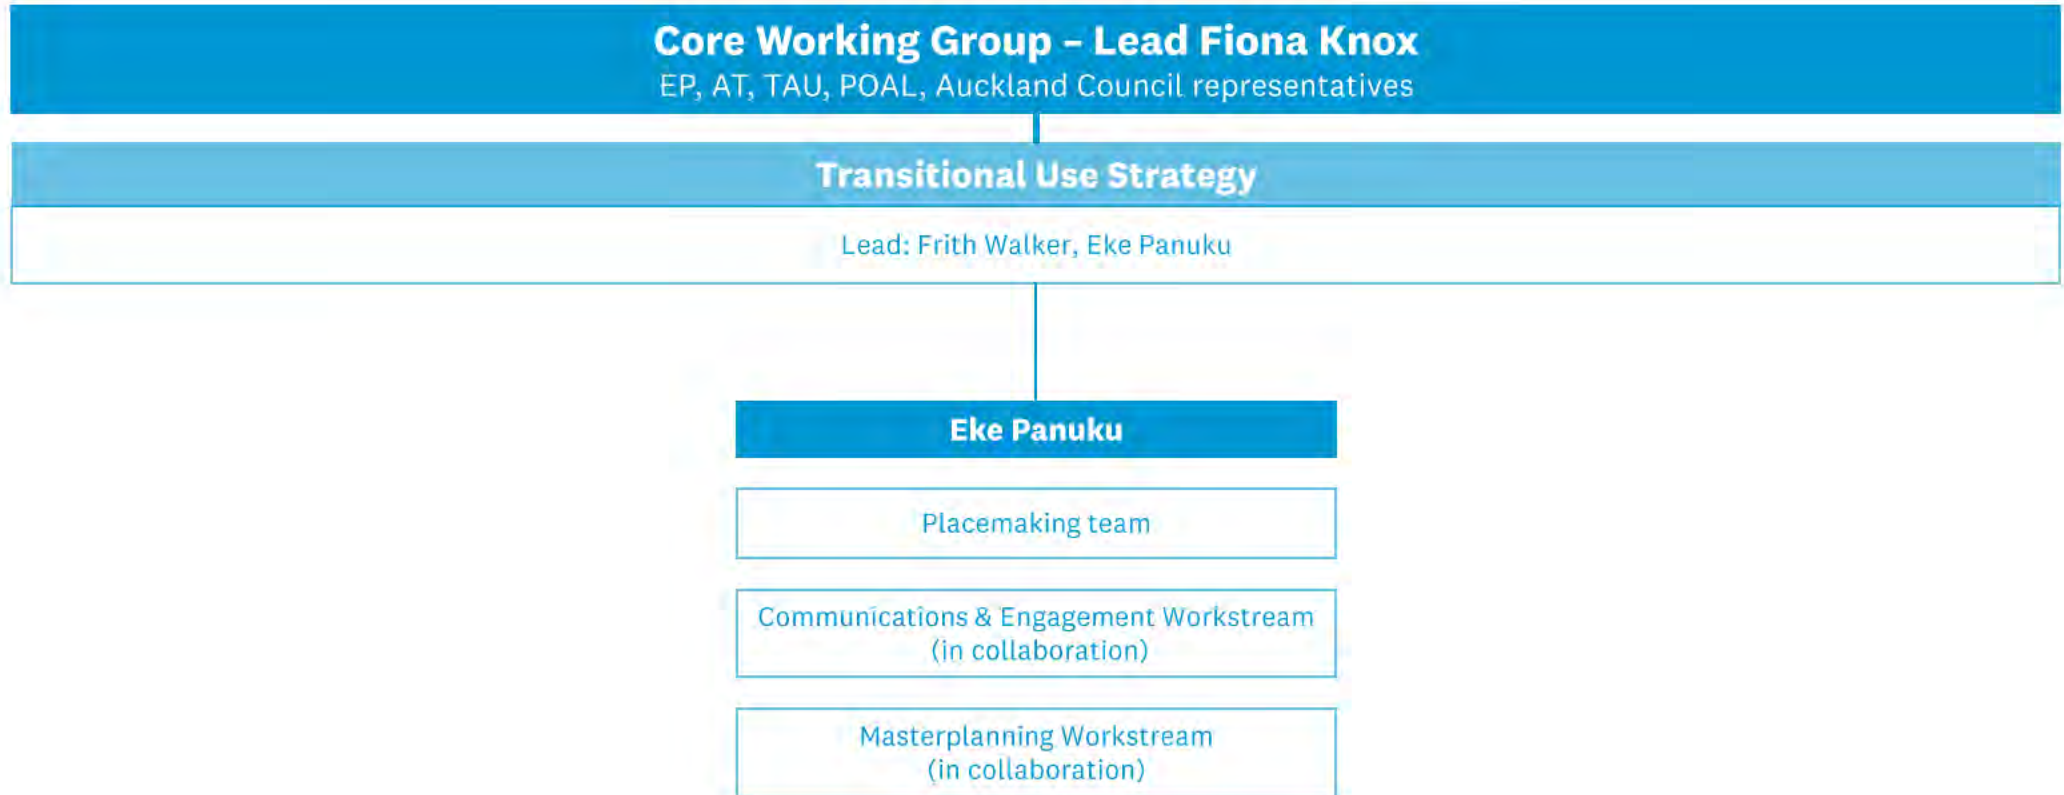 Core Working Group – Lead Fiona Knox
EP, AT, TAU, POAL, Auckland Council representatives
Transitional Use Strategy
Lead: Frith Walker, Eke Panuku
Eke Panuku
Placemaking team
Communications & Engagement Workstream
(in collaboration)
Masterplanning Workstream
(in collaboration)